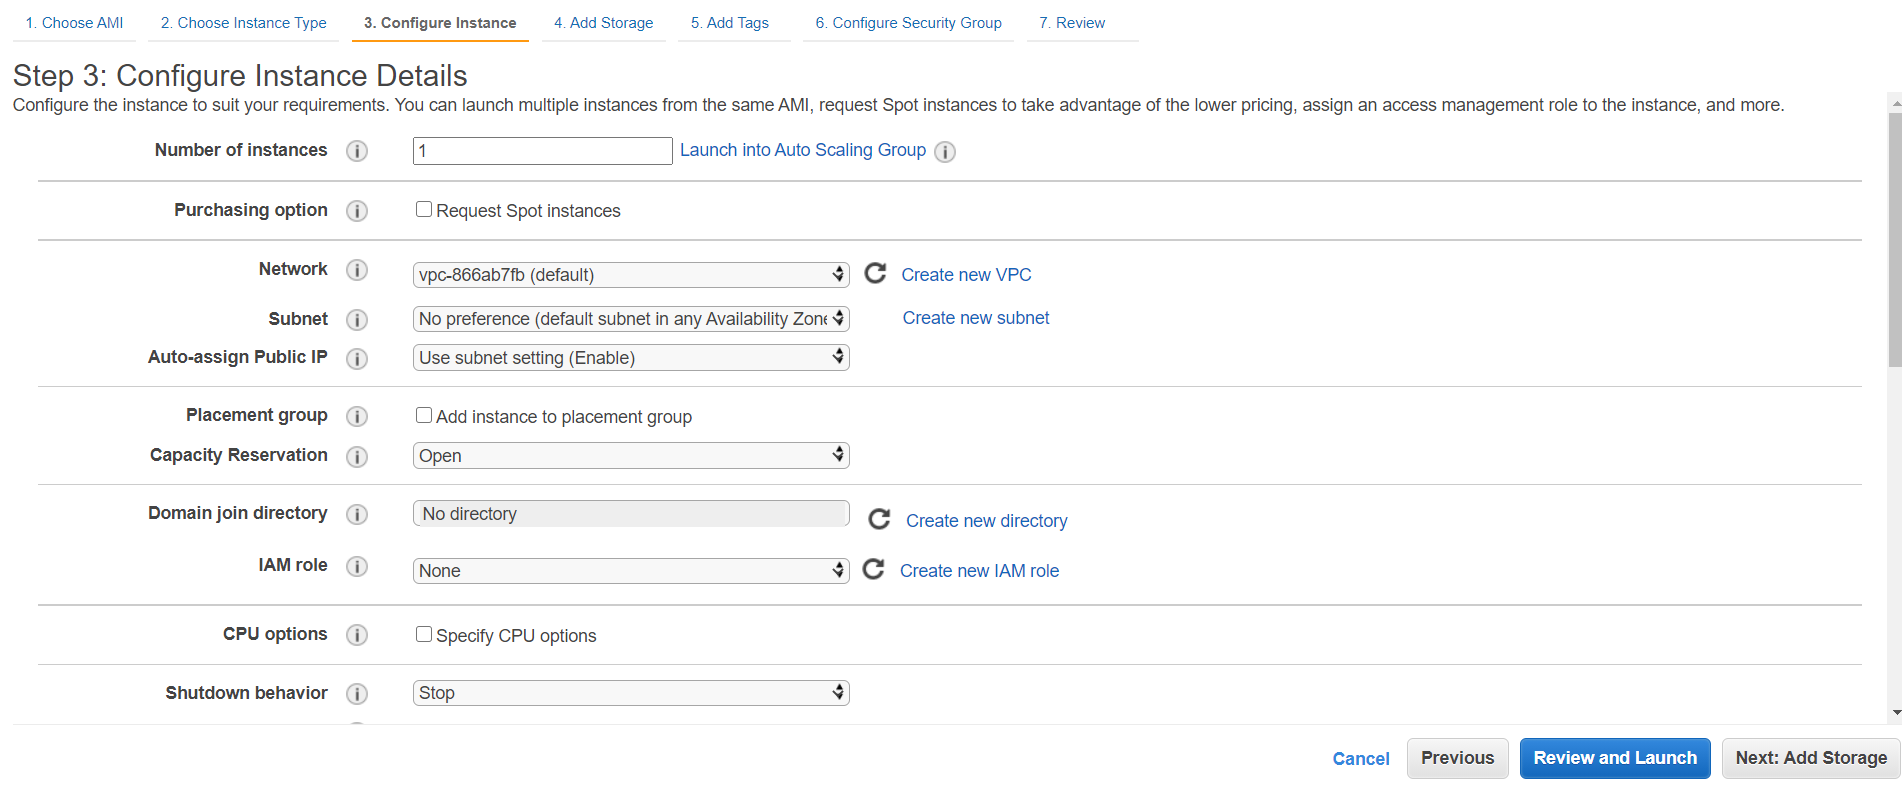 1. Choose AMI 2. Choose Instance Type 3. Configure Instance 4. Add Storage 5. Add Tags 6. Configure Security Group 7. Review
Step 3: Configure Instance Details
Configure the instance to suit your requirements. You can launch multiple instances from the same AMI, request Spot instances to take advantage of the lower pricing, assign an access management role to the instance, and more.
Number of instances i 1 Launch into Auto Scaling Group i
Purchasing option i Request Spot instances
Network i vpc-866ab7fb (default) Create new VPC
Subnet i No preference (default subnet in any Availability Zone Create new subnet
Auto-assign Public IP i Use subnet setting (Enable)
Placement group i Add instance to placement group
Capacity Reservation i Open
Domain join directory i No directory Create new directory
IAM role i None Create new IAM role
CPU options i Specify CPU options
Shutdown behavior i Stop
Cancel Previous Review and Launch Next: Add Storage